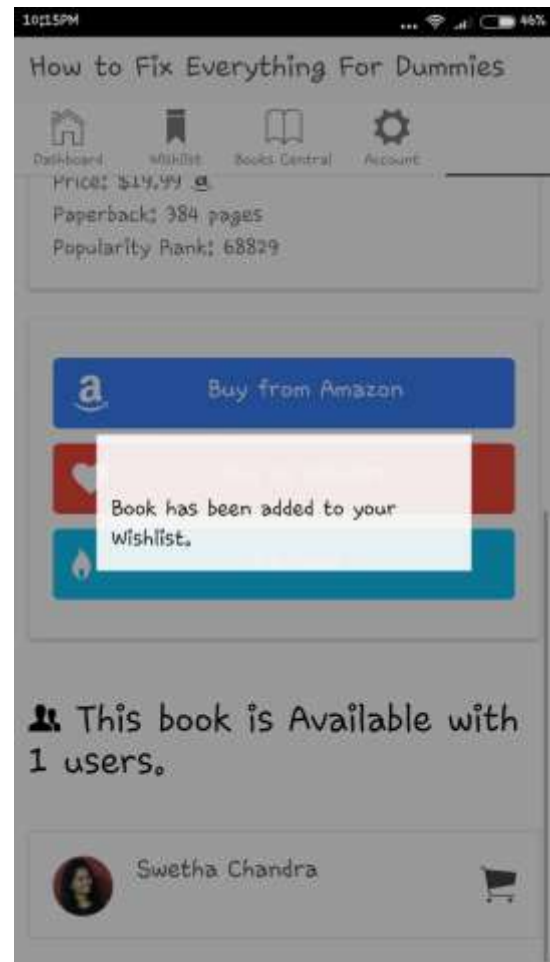 10:15PM
46%
How to Fix Everything For Dummies
Dashboard Wishlist Books Central Account
Price: $19.99 a
Paperback: 384 pages
Popularity Rank: 68829
a Buy from Amazon
Book has been added to your
Wishlist.
This book is Available with
1 users.
Swetha Chandra